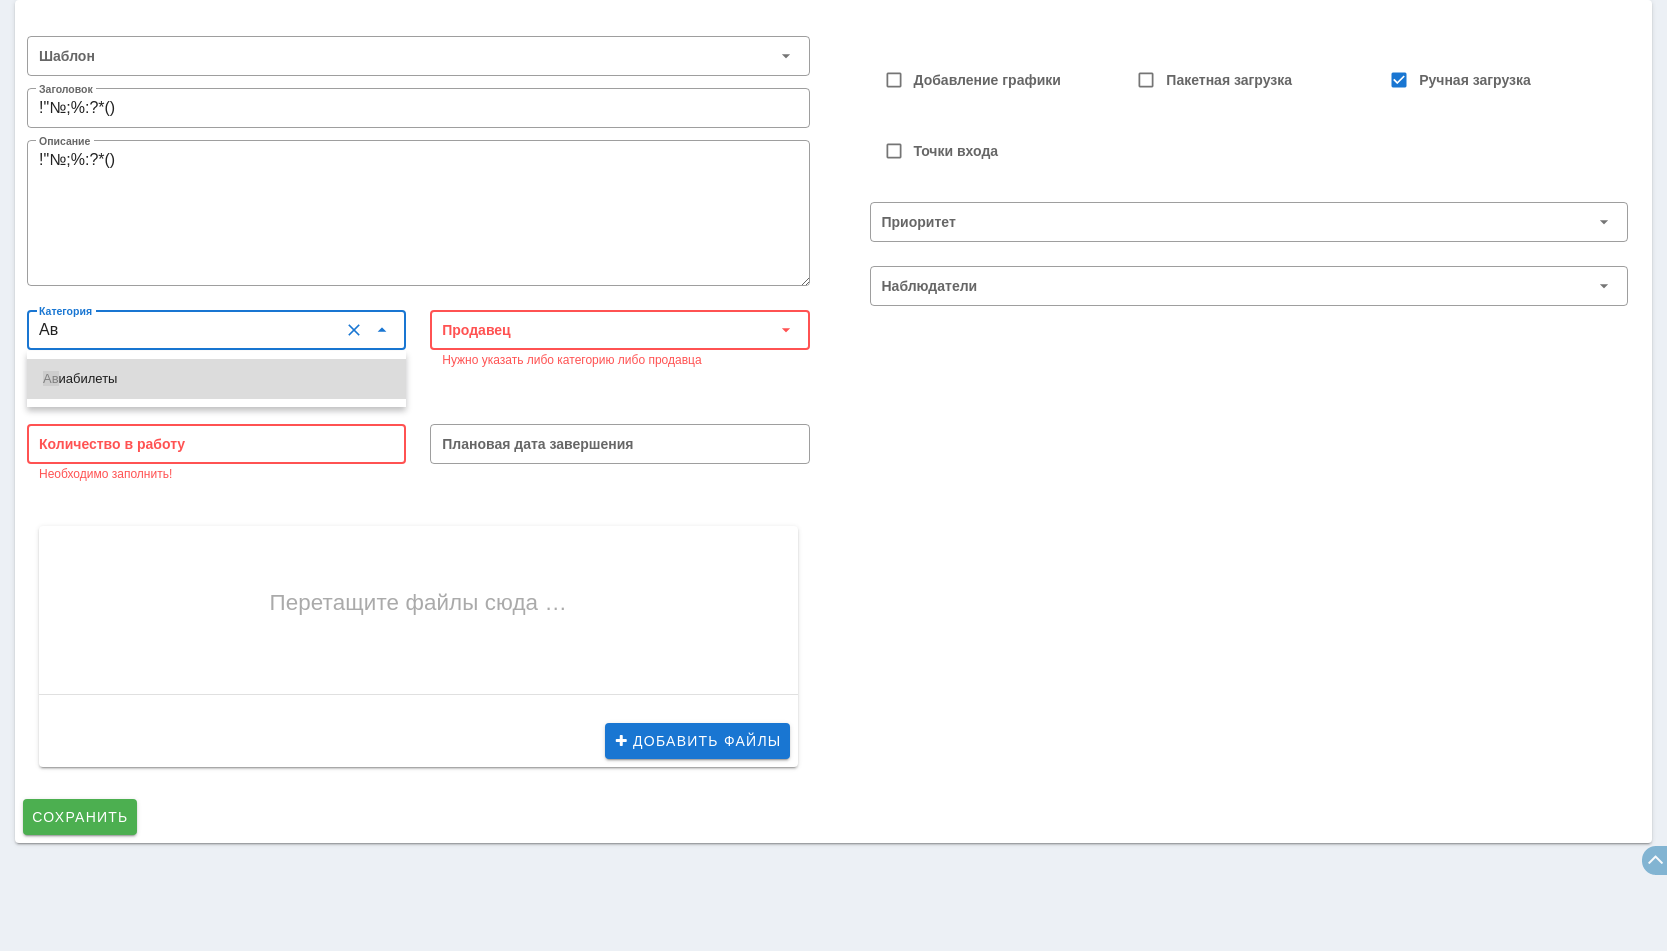 Шаблон
Заголовок
!"№;%:?*()
Описание
!"№;%:?*()
Категория
Ав
Авиабилеты
Продавец
Нужно указать либо категорию либо продавца
Количество в работу
Необходимо заполнить!
Плановая дата завершения
Перетащите файлы сюда …
ДОБАВИТЬ ФАЙЛЫ
СОХРАНИТЬ
Добавление графики
Пакетная загрузка
Ручная загрузка
Точки входа
Приоритет
Наблюдатели